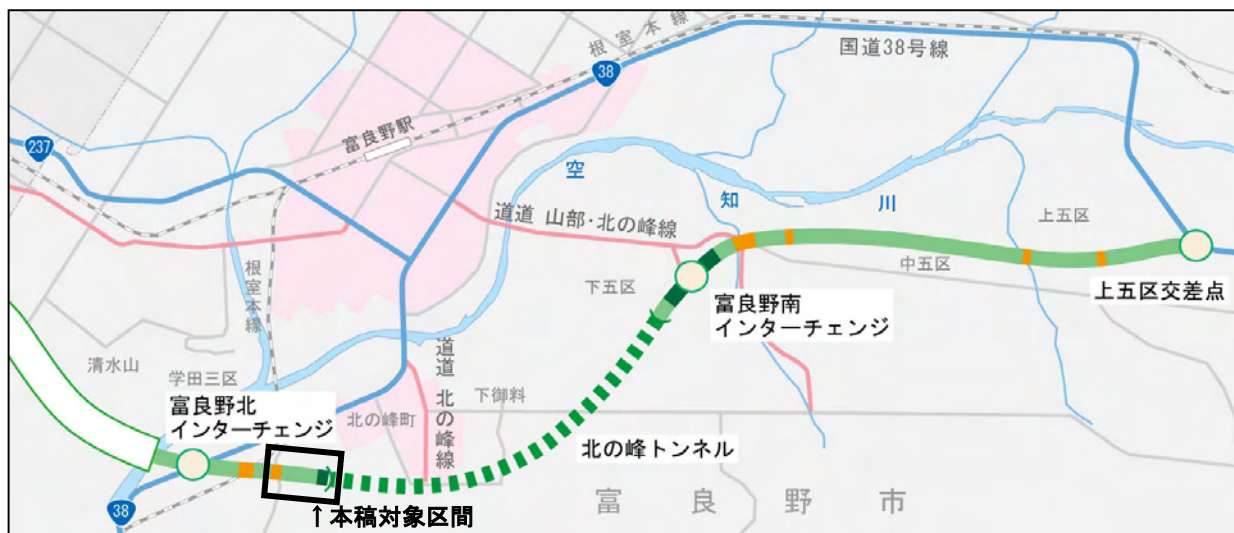 根室本線
38
国道38号線
237
富良野駅
空知川
道道 山部・北の峰線
上五区
中五区
下五区
上五区交差点
富良野南
インターチェンジ
根室本線
清水山
学田三区
富良野北
インターチェンジ
北の峰町
道道 北の峰線
下御料
北の峰トンネル
富良野市
38
↑本稿対象区間